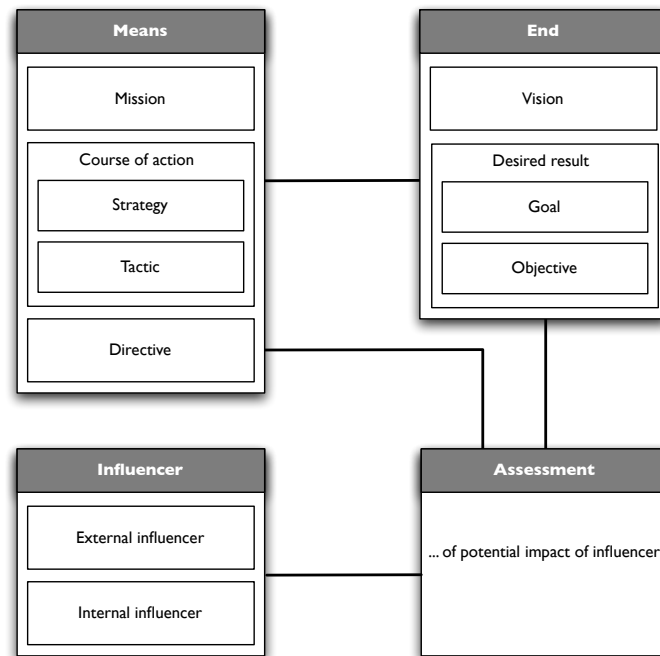 Means
Mission
Course of action
Strategy
Tactic
Directive
End
Vision
Desired result
Goal
Objective
Influencer
External influencer
Internal influencer
Assessment
... of potential impact of influencer